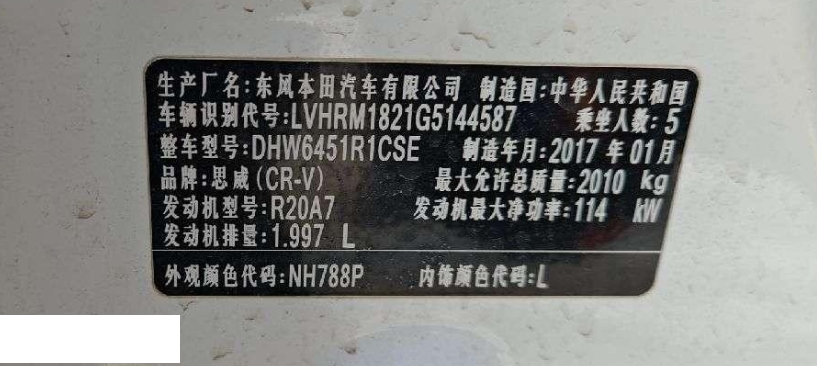 生产厂名:东风本田汽车有限公司 制造国:中华人民共和国
车辆识别代号:LVHRM1821G5144587 乘坐人数:5
整车型号:DHW6451R1CSE 制造年月:2017 年 01 月
品牌:思威(CR-V) 最大允许总质量:2010 kg
发动机型号:R20A7 发动机最大净功率:114 kW
发动机排量:1.997 L
外观颜色代码:NH788P 内饰颜色代码:L